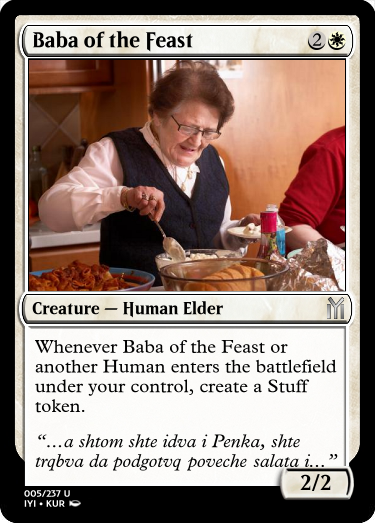 Baba of the Feast 2
Creature — Human Elder
Whenever Baba of the Feast or
another Human enters the battlefield
under your control, create a Stuff
token.
“…a shtom shte idva i Penka, shte
trqbva da podgotvq poveche salata i…”
2/2
005/237 U
IYI • KUR